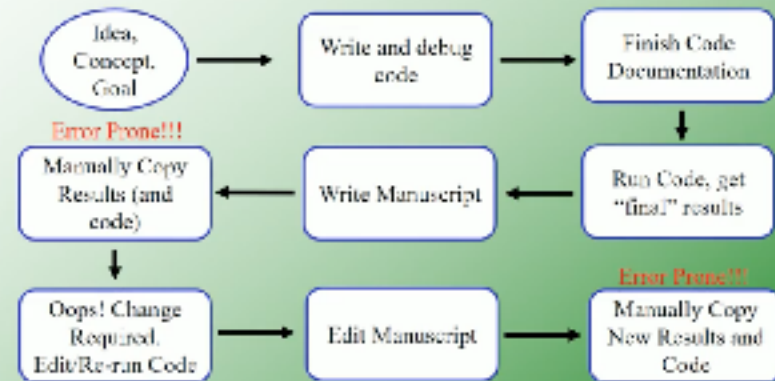 Idea,
Concept,
Goal
Write and debug
code
Finish Code
Documentation
Run Code, get
“final” results
Write Manuscript
Error Prone!!!
Manually Copy
Results (and
code)
Oops! Change
Required.
Edit/Re-run Code
Edit Manuscript
Error Prone!!!
Manually Copy
New Results and
Code